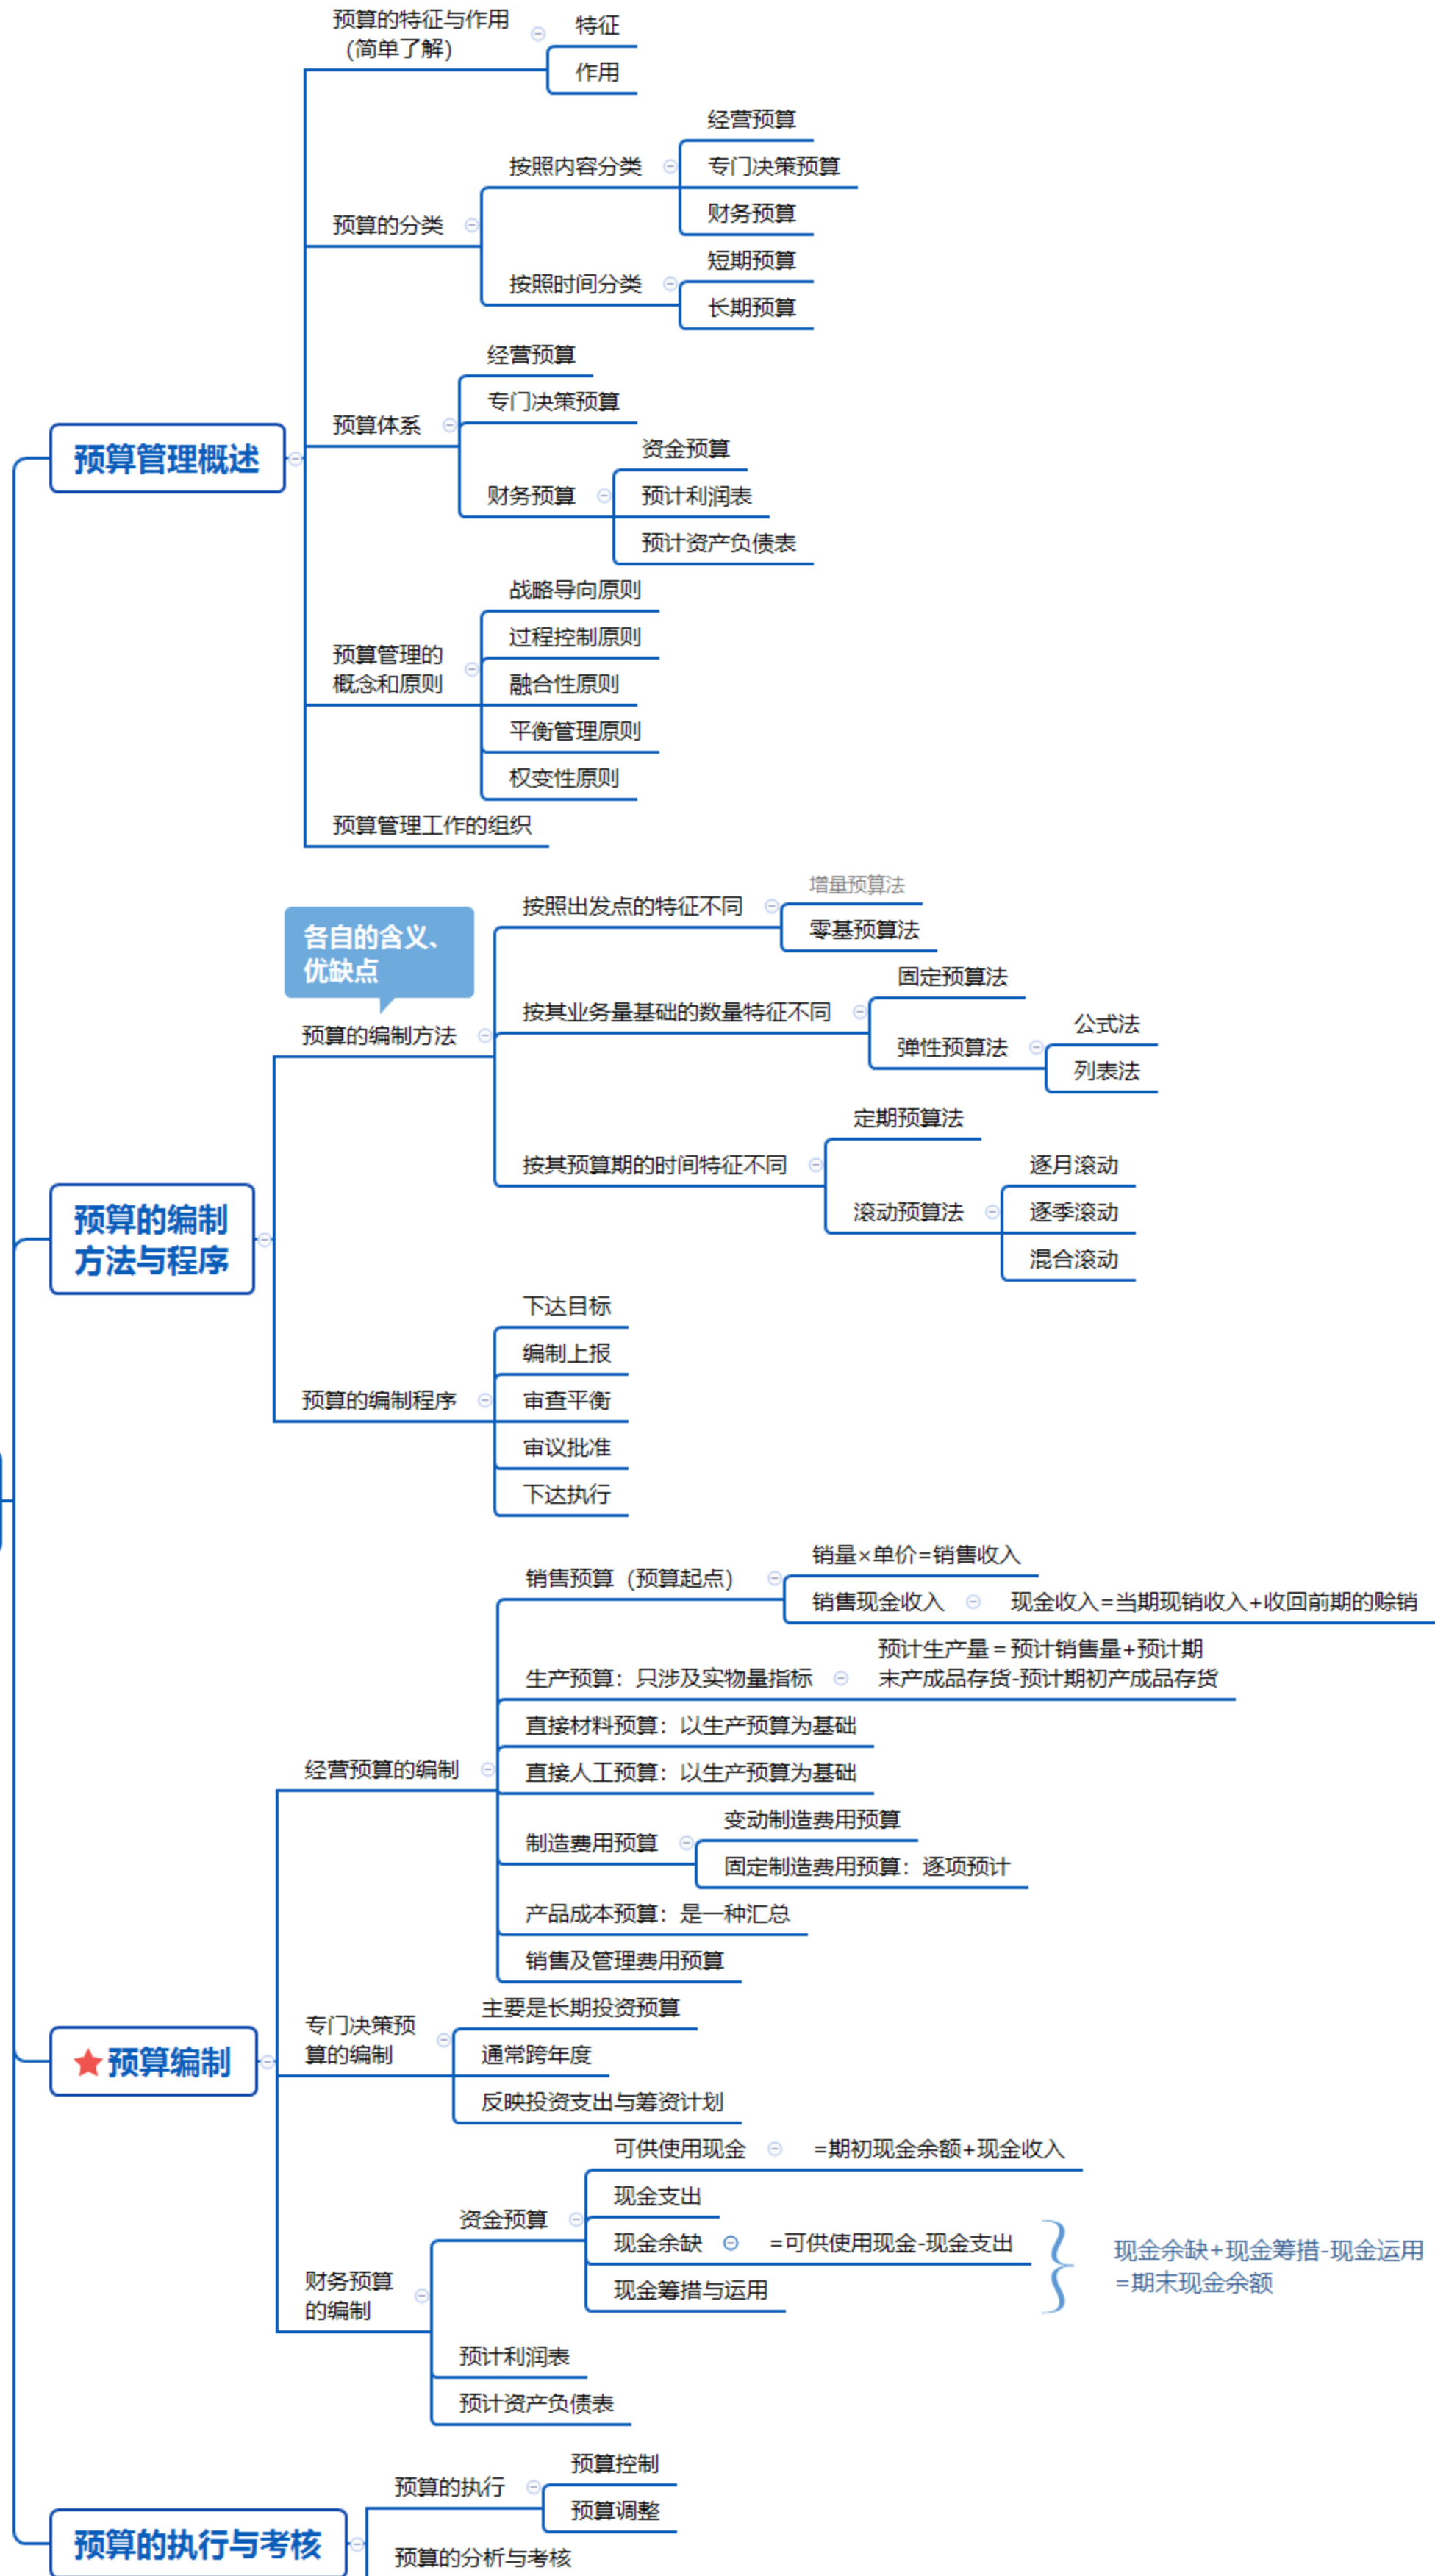 预算管理概述
预算的特征与作用
（简单了解）
特征
作用
预算的分类
按照内容分类
经营预算
专门决策预算
财务预算
按照时间分类
短期预算
长期预算
预算体系
经营预算
专门决策预算
财务预算
资金预算
预计利润表
预计资产负债表
预算管理的
概念和原则
战略导向原则
过程控制原则
融合性原则
平衡管理原则
权变性原则
预算管理工作的组织
预算的编制
方法与程序
各自的含义、
优缺点
预算的编制方法
按照出发点的特征不同
增量预算法
零基预算法
按其业务量基础的数量特征不同
固定预算法
弹性预算法
公式法
列表法
按其预算期的时间特征不同
定期预算法
滚动预算法
逐月滚动
逐季滚动
混合滚动
预算的编制程序
下达目标
编制上报
审查平衡
审议批准
下达执行
预算编制
经营预算的编制
销售预算（预算起点）
销量×单价=销售收入
销售现金收入
现金收入=当期现销收入+收回前期的赊销
生产预算：只涉及实物量指标
预计生产量＝预计销售量+预计期
末产成品存货-预计期初产成品存货
直接材料预算：以生产预算为基础
直接人工预算：以生产预算为基础
制造费用预算
变动制造费用预算
固定制造费用预算：逐项预计
产品成本预算：是一种汇总
销售及管理费用预算
专门决策预
算的编制
主要是长期投资预算
通常跨年度
反映投资支出与筹资计划
财务预算
的编制
资金预算
可供使用现金
=期初现金余额+现金收入
现金支出
现金余缺
=可供使用现金-现金支出
现金筹措与运用
现金余缺+现金筹措-现金运用
=期末现金余额
预计利润表
预计资产负债表
预算的执行与考核
预算的执行
预算控制
预算调整
预算的分析与考核